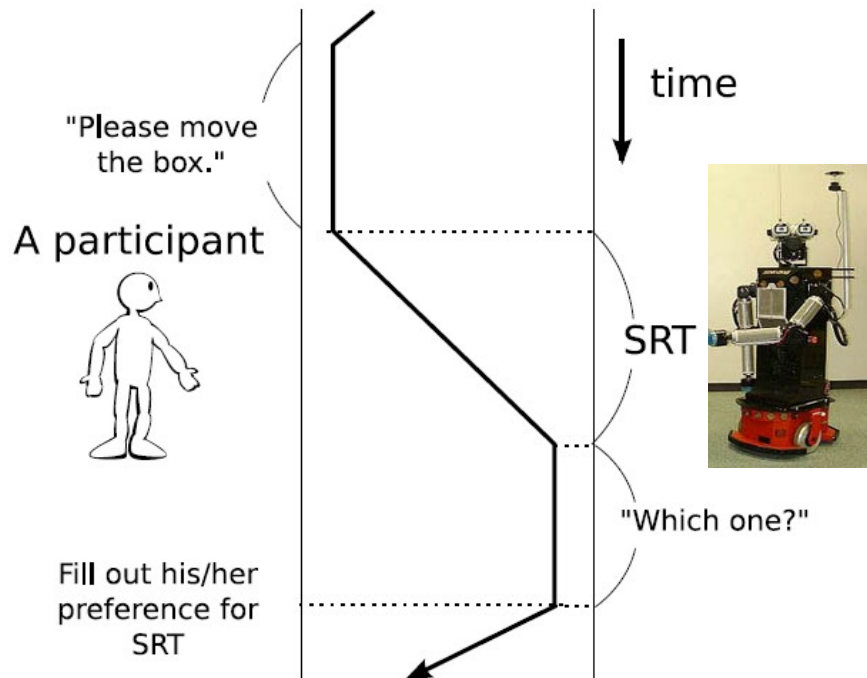 time
"Please move
the box."
A participant
SRT
"Which one?"
Fill out his/her
preference for
SRT